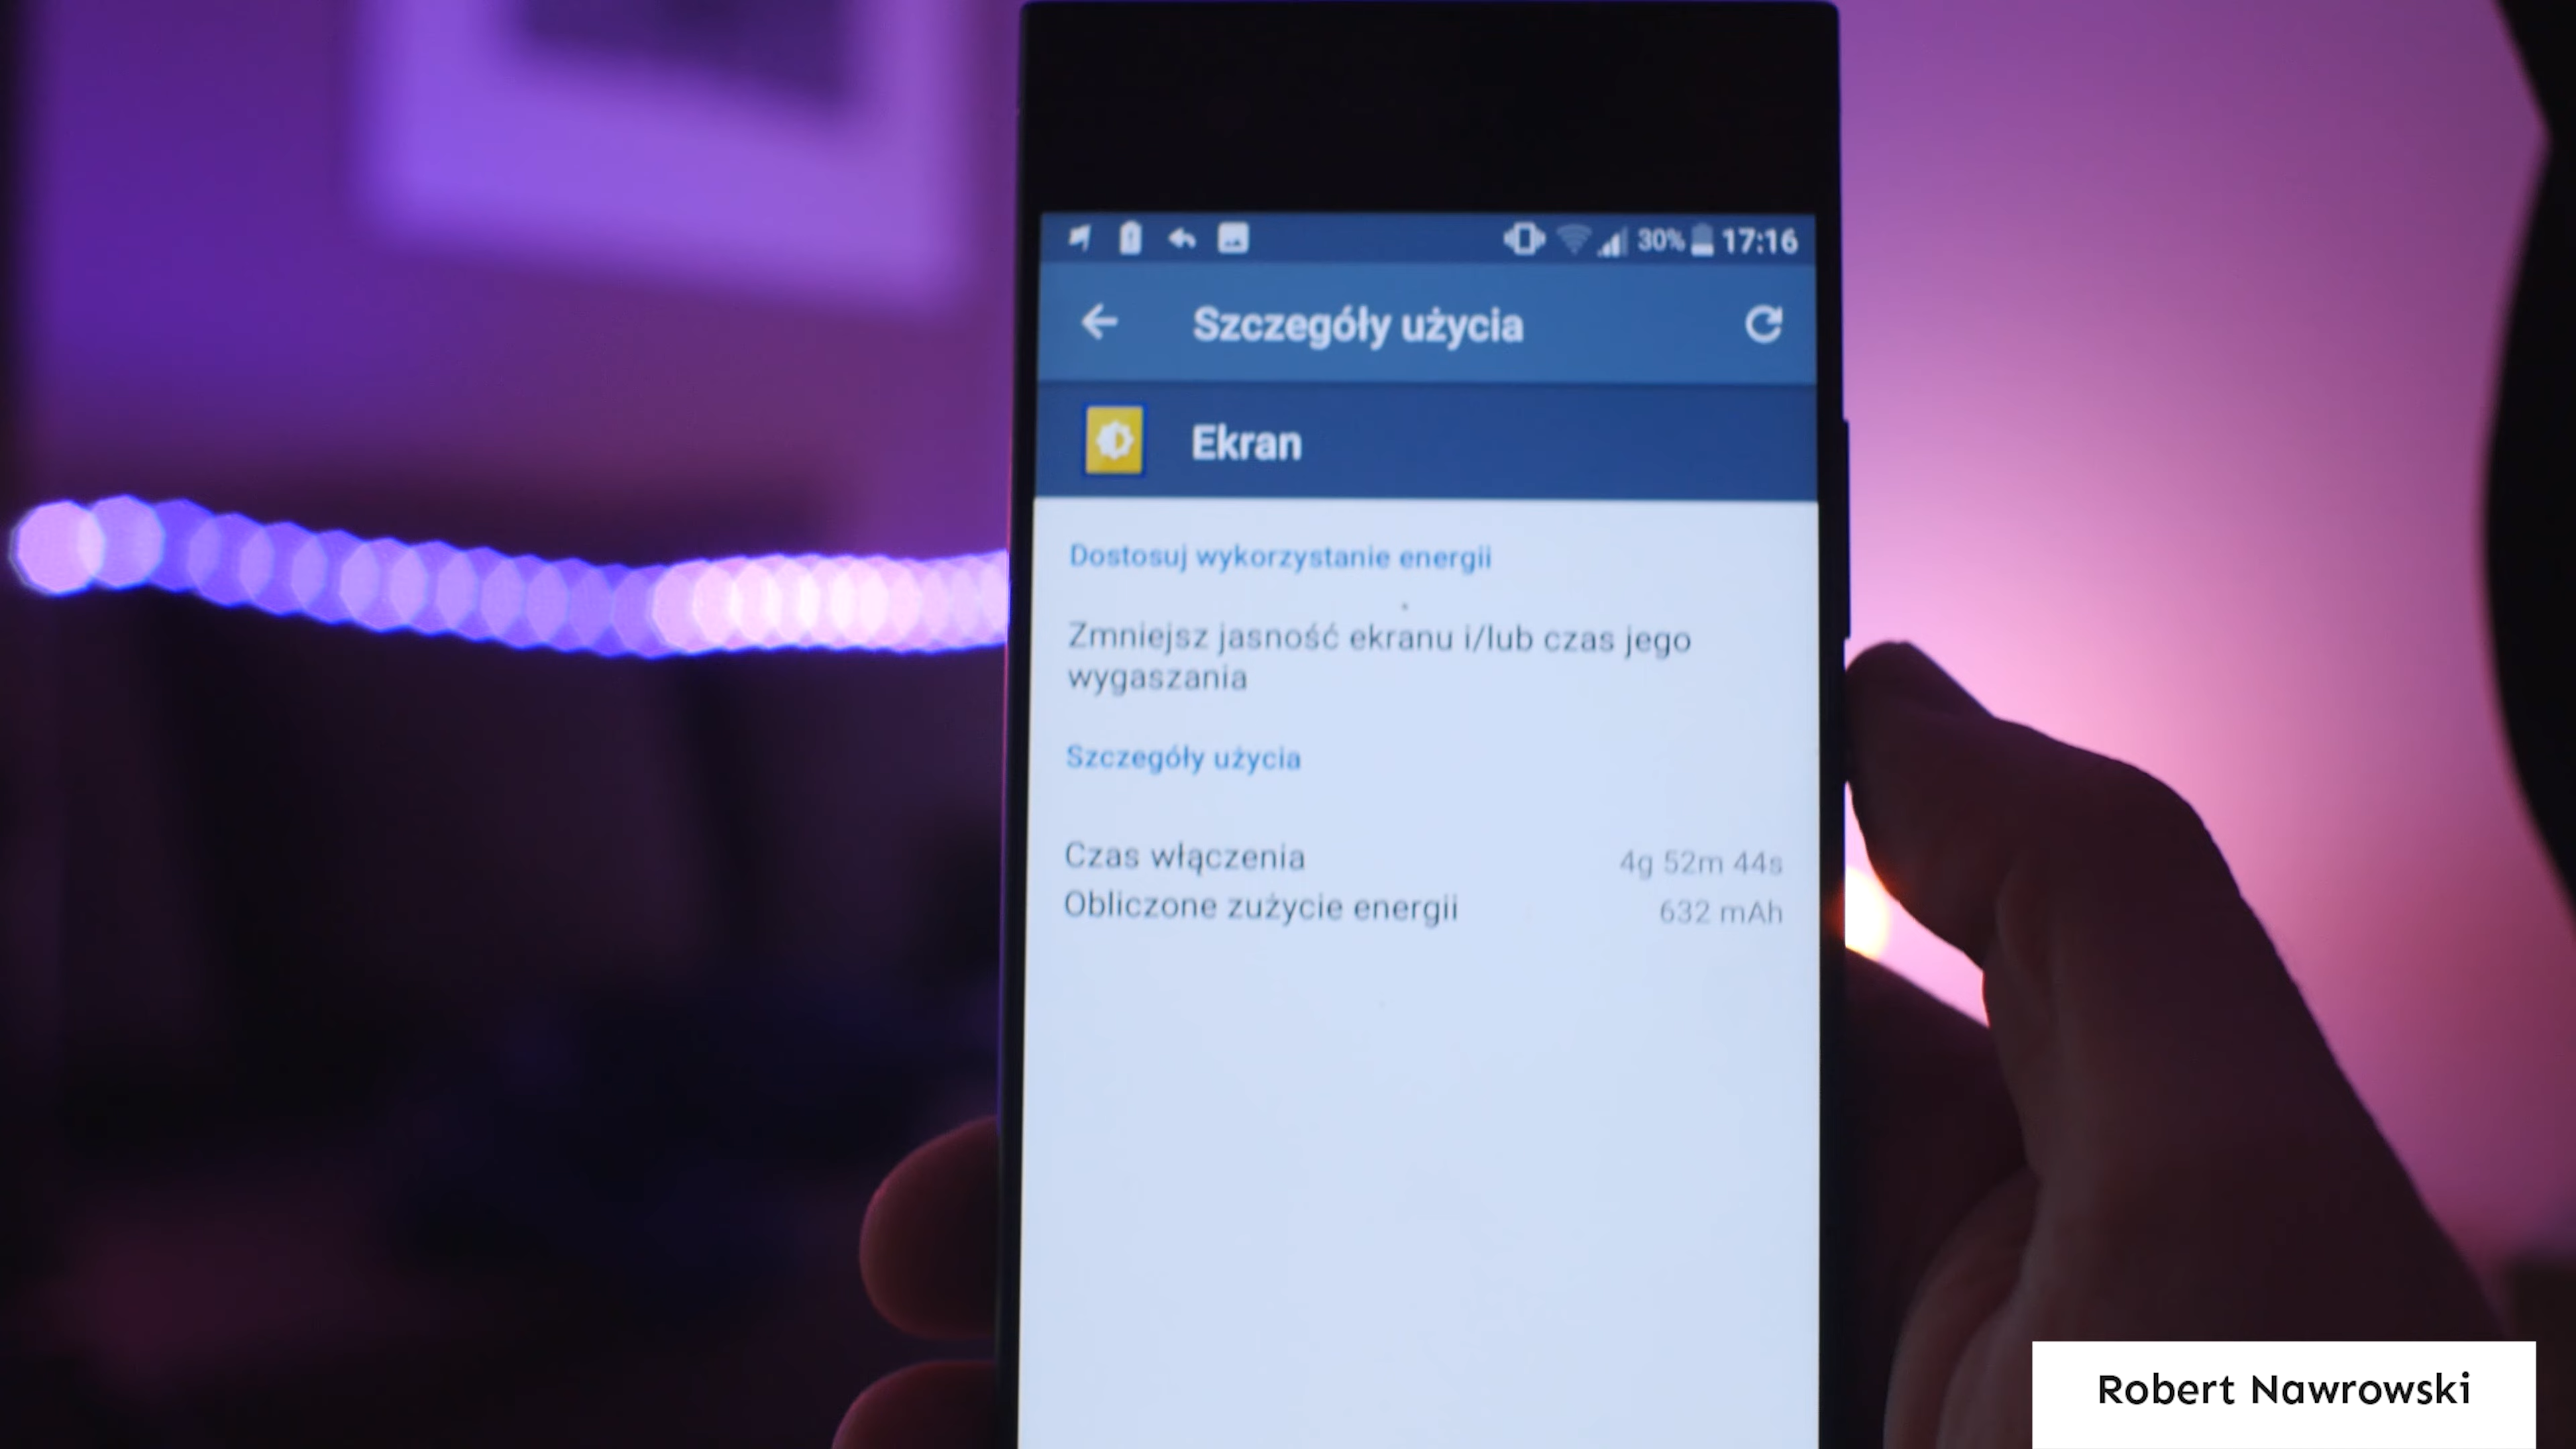 30% 17:16
Szczegóły użycia
Ekran
Dostosuj wykorzystanie energii
Zmniejsz jasność ekranu i/lub czas jego
wygaszania
Szczegóły użycia
Czas włączenia 4g 52m 44s
Obliczone zużycie energii 632 mAh
Robert Nawrowski